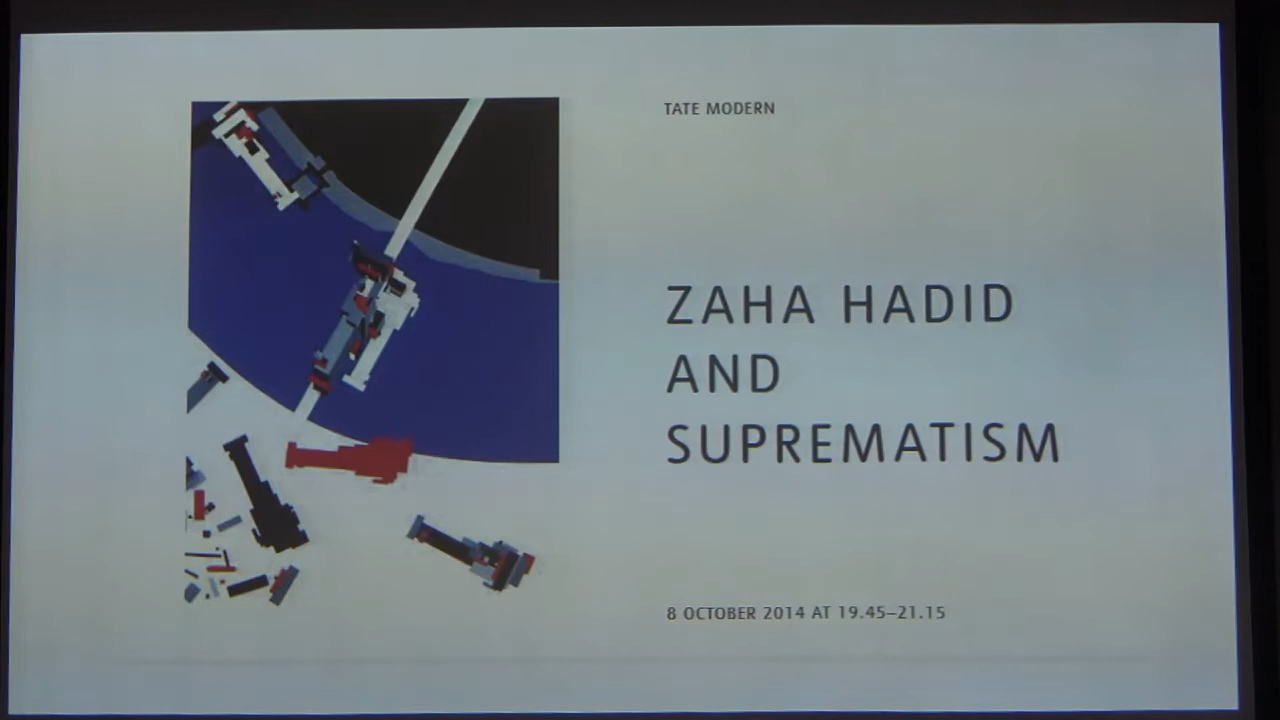 TATE MODERN
ZAHA HADID
AND
SUPREMATISM
8 OCTOBER 2014 AT 19.45–21.15